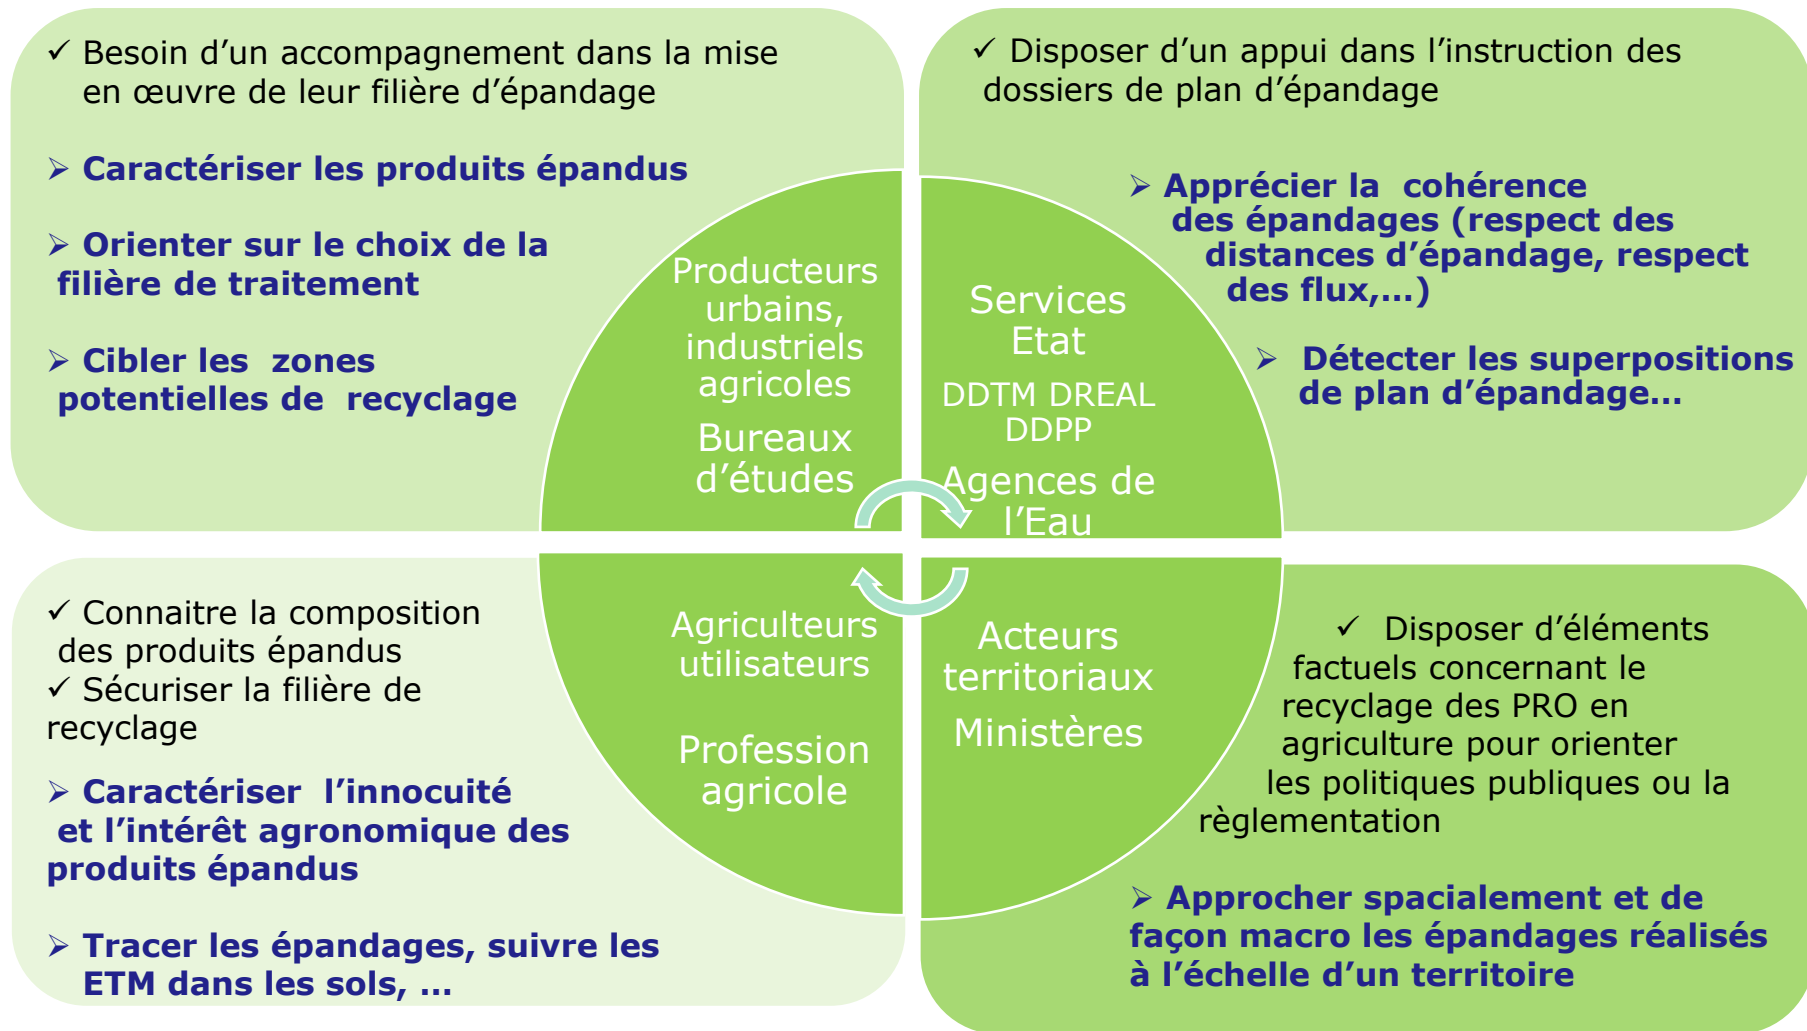 ✓ Besoin d’un accompagnement dans la mise
en œuvre de leur filière d’épandage
➢ Caractériser les produits épandus
➢ Orienter sur le choix de la
filière de traitement
➢ Cibler les zones
potentielles de recyclage
Producteurs
urbains,
industriels
agricoles
Bureaux
d’études
✓ Disposer d’un appui dans l’instruction des
dossiers de plan d’épandage
➢ Apprécier la cohérence
des épandages (respect des
distances d’épandage, respect
des flux,…)
➢ Détecter les superpositions
de plan d’épandage…
Services
Etat
DDTM DREAL
DDPP
Agences de
l’Eau
✓ Connaitre la composition
des produits épandus
✓ Sécuriser la filière de
recyclage
➢ Caractériser l’innocuité
et l’intérêt agronomique des
produits épandus
➢ Tracer les épandages, suivre les
ETM dans les sols, …
Agriculteurs
utilisateurs
Profession
agricole
Acteurs
territoriaux
Ministères
✓ Disposer d’éléments
factuels concernant le
recyclage des PRO en
agriculture pour orienter
les politiques publiques ou la
règlementation
➢ Approcher spacialement et de
façon macro les épandages réalisés
à l’échelle d’un territoire